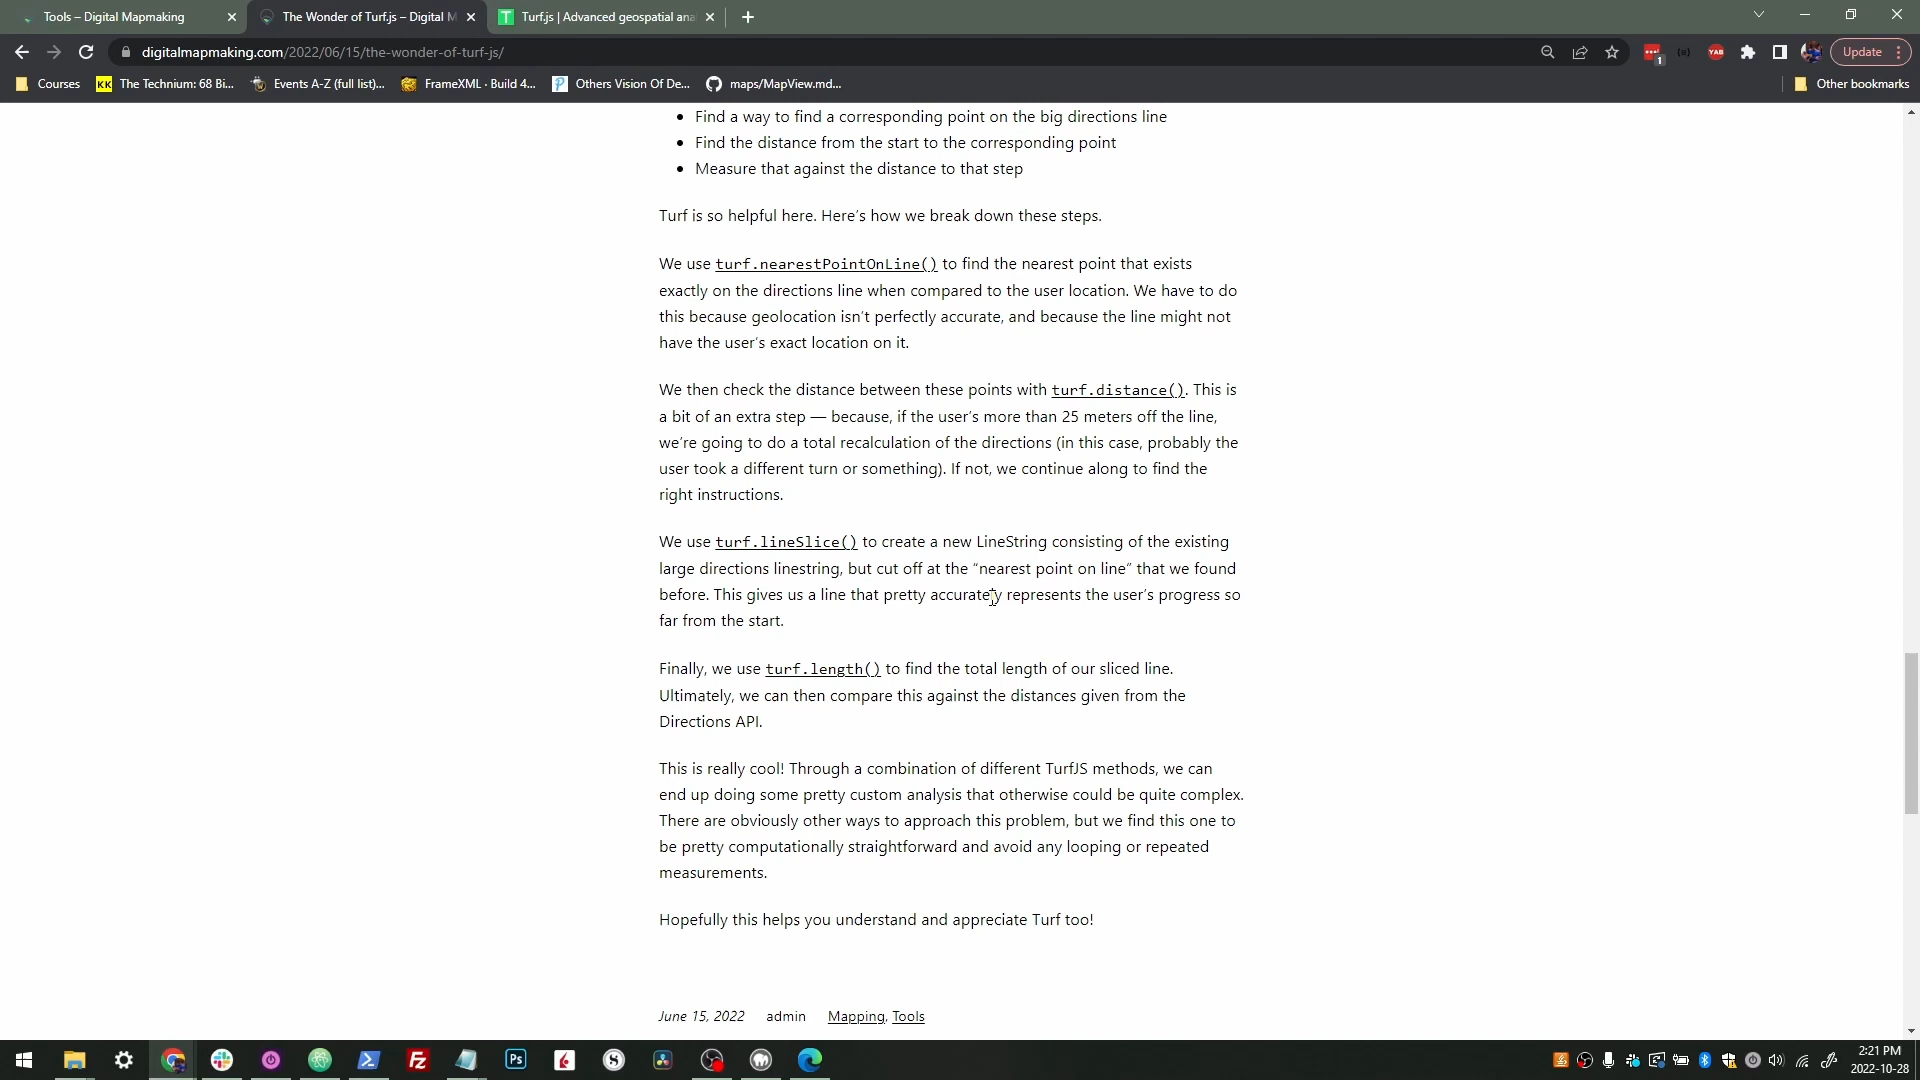 Tools – Digital Mapmaking
The Wonder of Turf.js – Digital M
Turf.js | Advanced geospatial ana
digitalmapmaking.com/2022/06/15/the-wonder-of-turf-js/
1
YAB
Update
Courses
KK
The Technium: 68 Bi...
Events A-Z (full list)...
FrameXML · Build 4...
Others Vision Of De...
maps/MapView.md...
Other bookmarks
• Find a way to find a corresponding point on the big directions line
• Find the distance from the start to the corresponding point
• Measure that against the distance to that step
Turf is so helpful here. Here's how we break down these steps.
We use turf.nearestPointOnLine() to find the nearest point that exists
exactly on the directions line when compared to the user location. We have to do
this because geolocation isn't perfectly accurate, and because the line might not
have the user's exact location on it.
We then check the distance between these points with turf.distance(). This is
a bit of an extra step — because, if the user's more than 25 meters off the line,
we're going to do a total recalculation of the directions (in this case, probably the
user took a different turn or something). If not, we continue along to find the
right instructions.
We use turf.lineSlice() to create a new LineString consisting of the existing
large directions linestring, but cut off at the “nearest point on line” that we found
before. This gives us a line that pretty accurately represents the user's progress so
far from the start.
Finally, we use turf.length() to find the total length of our sliced line.
Ultimately, we can then compare this against the distances given from the
Directions API.
This is really cool! Through a combination of different TurfJS methods, we can
end up doing some pretty custom analysis that otherwise could be quite complex.
There are obviously other ways to approach this problem, but we find this one to
be pretty computationally straightforward and avoid any looping or repeated
measurements.
Hopefully this helps you understand and appreciate Turf too!
June 15, 2022 admin Mapping, Tools
Fz
Ps
2:21 PM
2022-10-28